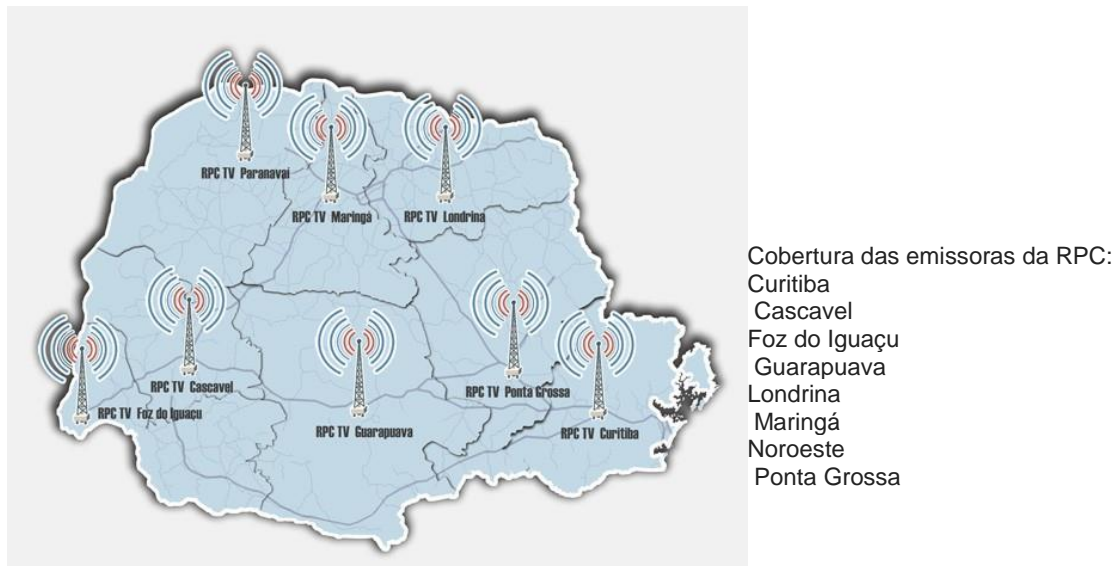 RPC TV Paranavaí
RPC TV Maringá
RPC TV Londrina
RPC TV Cascavel
RPC TV Ponta Grossa
RPC TV Foz do Iguaçu
RPC TV Guarapuava
RPC TV Curitiba
Cobertura das emissoras da RPC:
Curitiba
Cascavel
Foz do Iguaçu
Guarapuava
Londrina
Maringá
Noroeste
Ponta Grossa